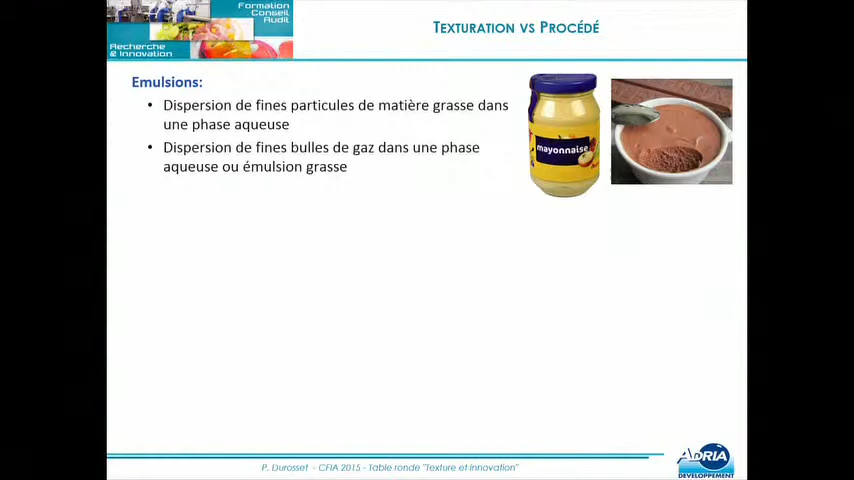 Formation
Conseil
Audit
Recherche
& Innovation
TEXTURATION VS PROCÉDÉ
Emulsions:
• Dispersion de fines particules de matière grasse dans
une phase aqueuse
• Dispersion de fines bulles de gaz dans une phase
aqueuse ou émulsion grasse
mayonnaise
P. Durosset - CFIA 2015 - Table ronde "Texture et innovation"
ADRIA
DEVELOPPEMENT